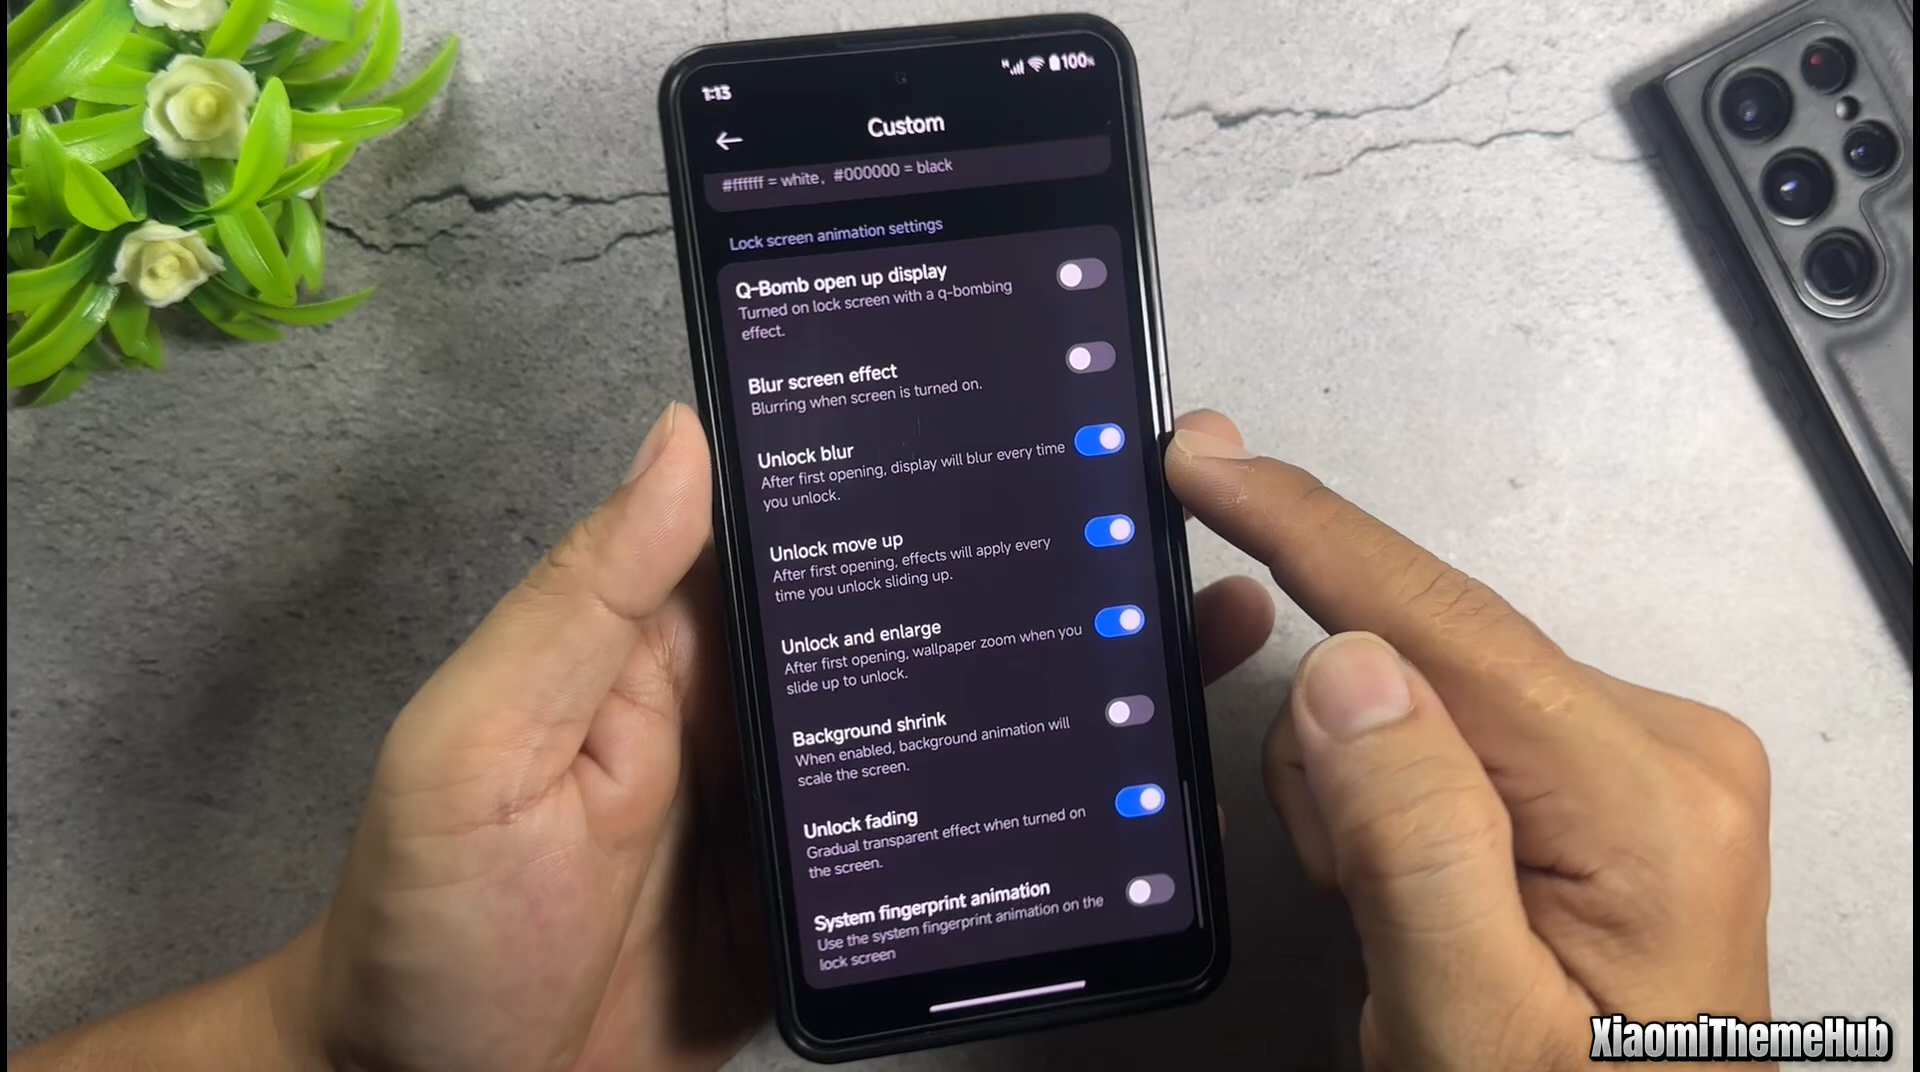 1:13
100%
Custom
#ffffff = white, #000000 = black
Lock screen animation settings
Q-Bomb open up display
Turned on lock screen with a q-bombing
effect.
Blur screen effect
Blurring when screen is turned on.
Unlock blur
After first opening, display will blur every time
you unlock.
Unlock move up
After first opening, effects will apply every
time you unlock sliding up.
Unlock and enlarge
After first opening, wallpaper zoom when you
slide up to unlock.
Background shrink
When enabled, background animation will
scale the screen.
Unlock fading
Gradual transparent effect when turned on
the screen.
System fingerprint animation
Use the system fingerprint animation on the
lock screen
XiaomiThemeHub